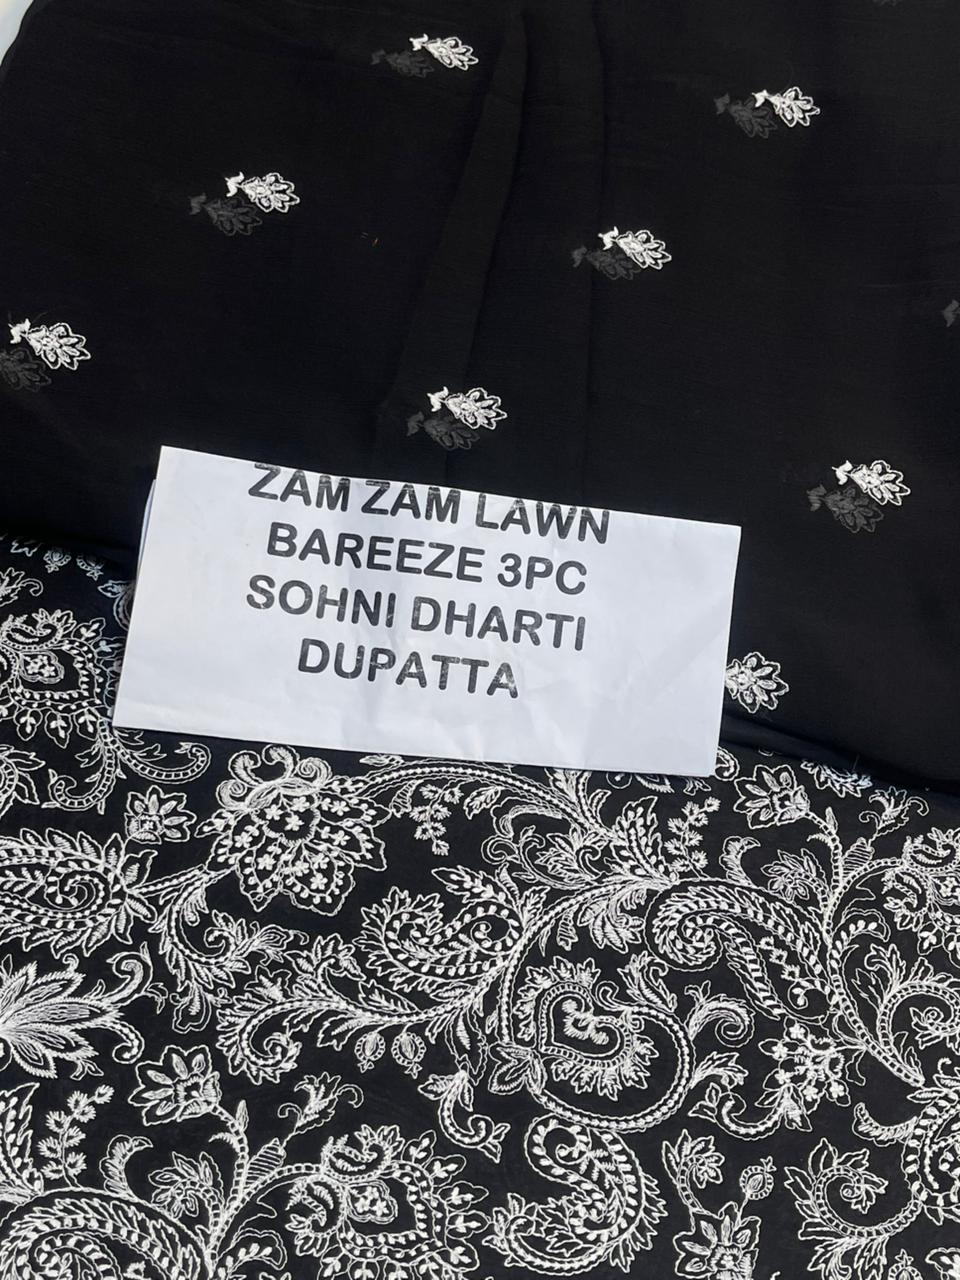 ZAM ZAM LAWN
BAREEZE 3PC
SOHNI DHARTI
DUPATTA